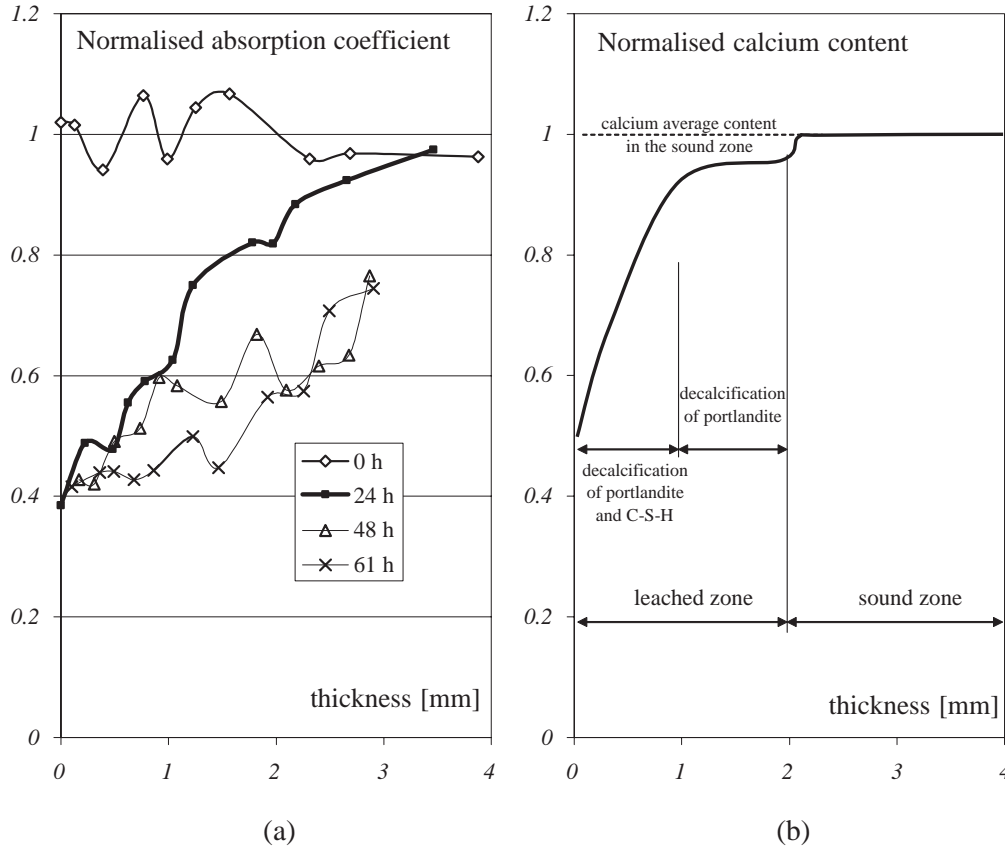 1.2
Normalised absorption coefficient
1
0.8
0.6
0.4
0.2
0
0 h
24 h
48 h
61 h
thickness [mm]
0 1 2 3 4
(a)
1.2
Normalised calcium content
calcium average content
in the sound zone
1
0.8
0.6
0.4
0.2
0
decalcification
of portlandite
decalcification
of portlandite
and C-S-H
leached zone
sound zone
thickness [mm]
0 1 2 3 4
(b)